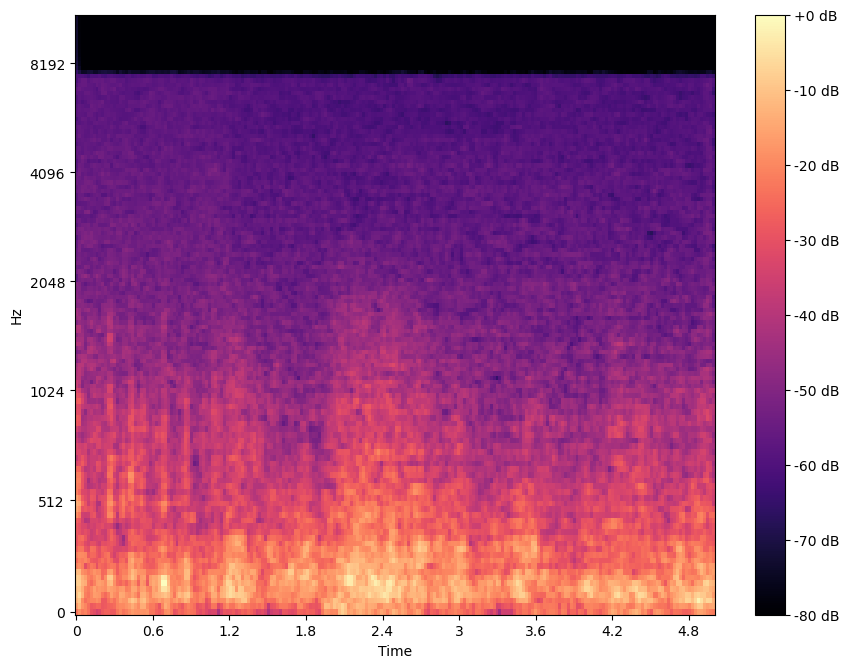 +0 dB
8192
-10 dB
4096
-20 dB
-30 dB
2048
Hz
-40 dB
1024
-50 dB
512
-60 dB
-70 dB
0
-80 dB
0 0.6 1.2 1.8 2.4 3 3.6 4.2 4.8
Time